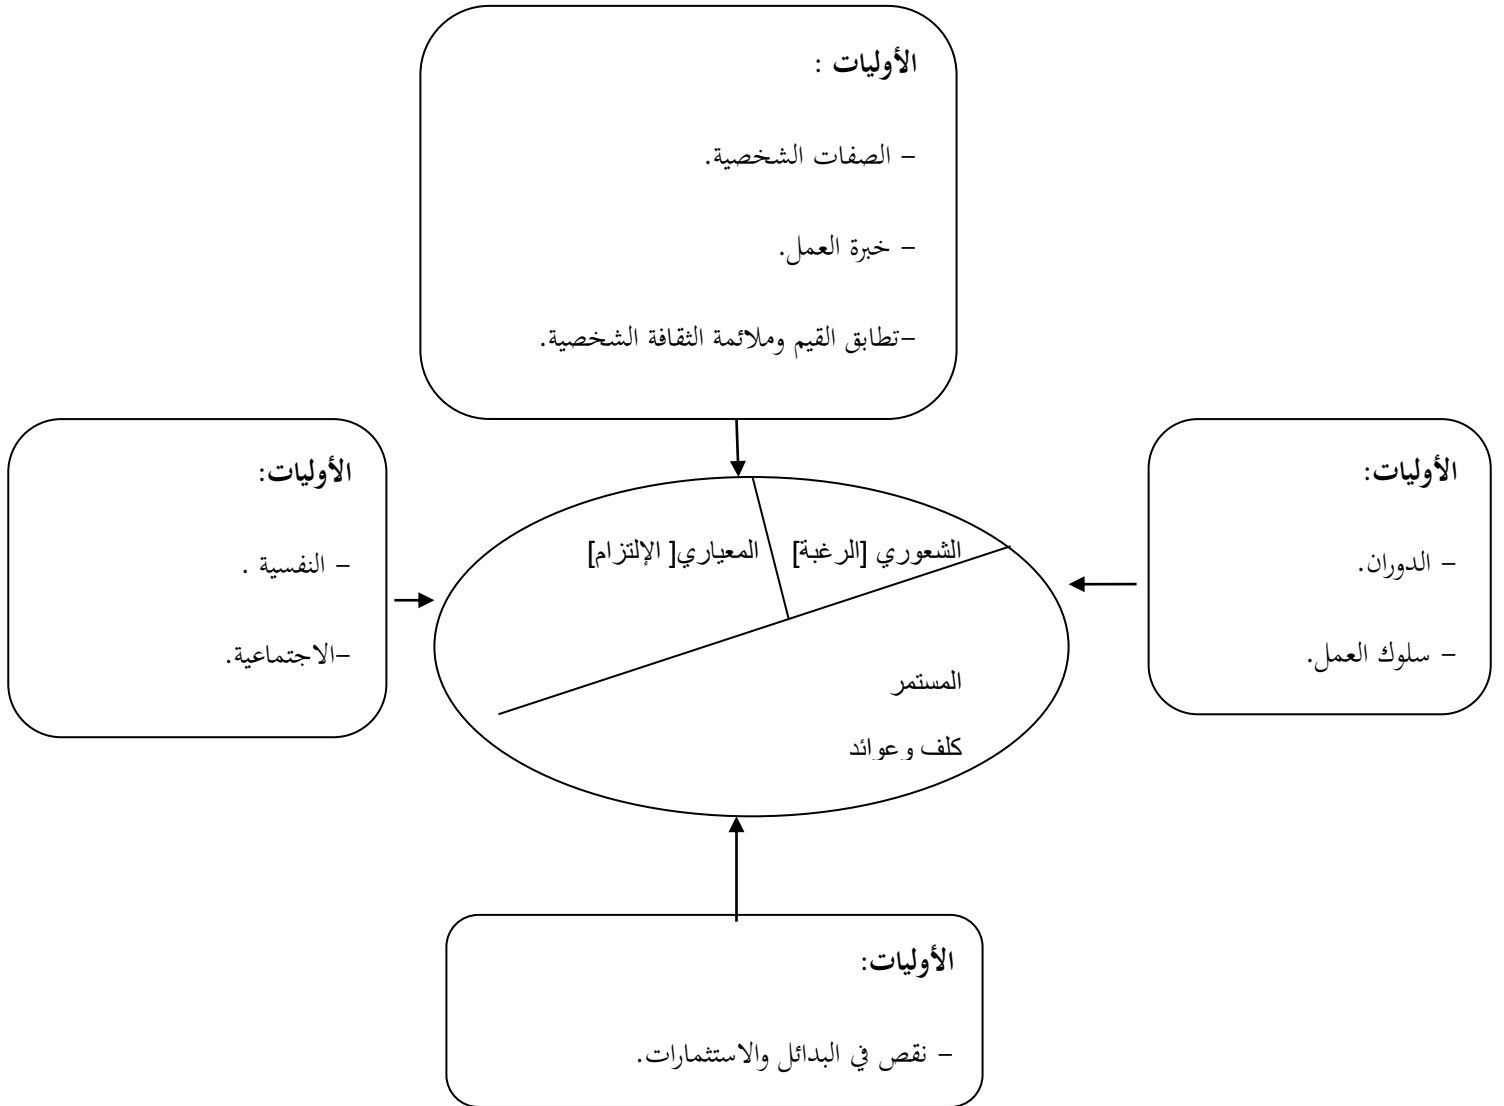 الأوليات :
– الصفات الشخصية.
– خبرة العمل.
–تطابق القيم وملائمة الثقافة الشخصية.
الأوليات:
– الدوران.
– سلوك العمل.
الأوليات:
– النفسية .
–الاجتماعية.
الشعوري [الرغبة]
المعياري[ الإلتزام]
المستمر
كلف وعوائد
الأوليات:
– نقص في البدائل والاستثمارات.